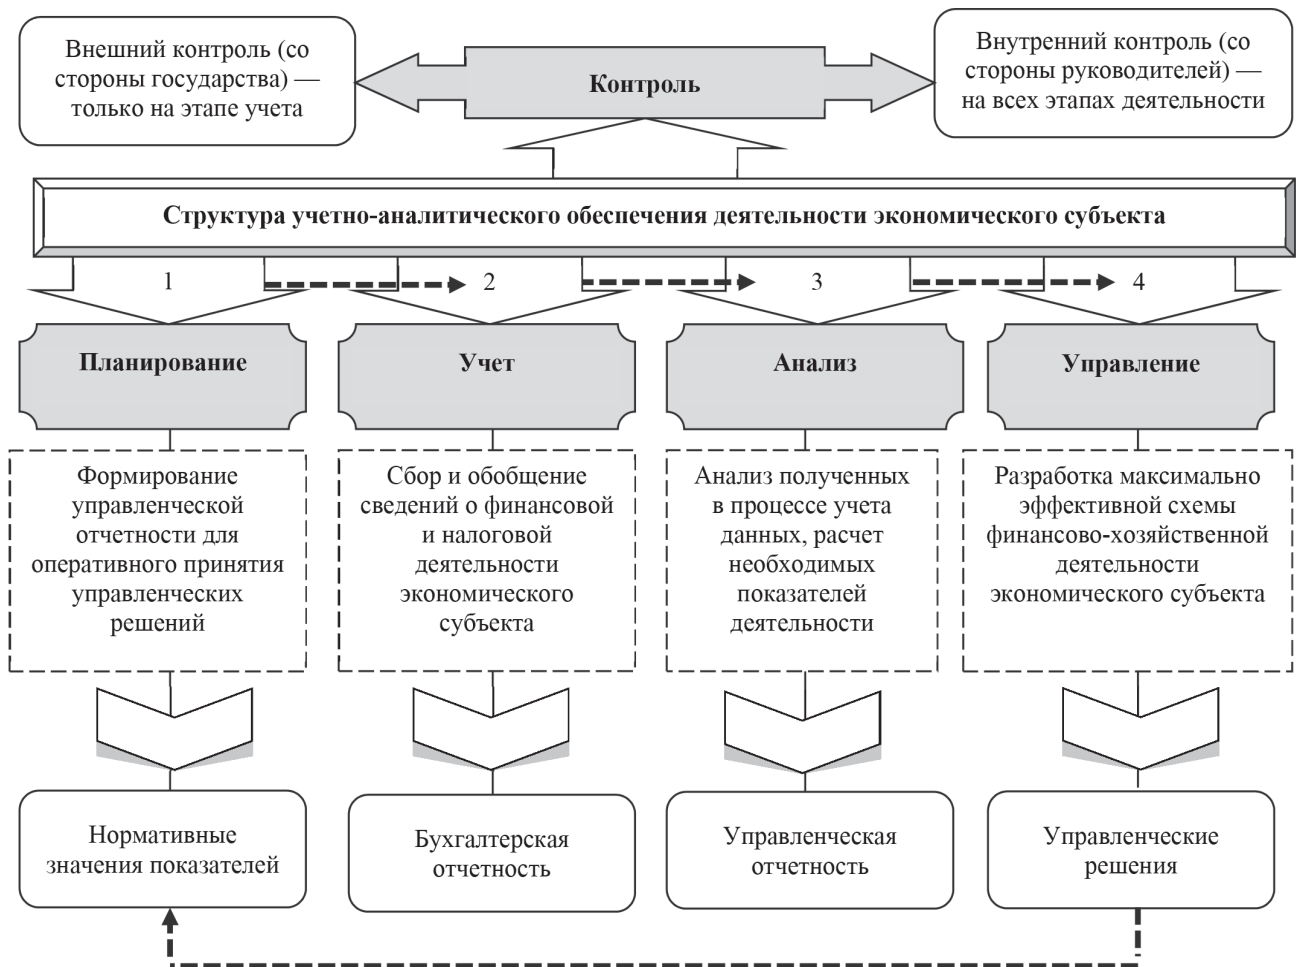 Внешний контроль (со
стороны государства) —
только на этапе учета
Контроль
Внутренний контроль (со
стороны руководителей) —
на всех этапах деятельности
Структура учетно-аналитического обеспечения деятельности экономического субъекта
1
2
3
4
Планирование
Учет
Анализ
Управление
Формирование
управленческой
отчетности для
оперативного принятия
управленческих
решений
Сбор и обобщение
сведений о финансовой
и налоговой
деятельности
экономического
субъекта
Анализ полученных
в процессе учета
данных, расчет
необходимых
показателей
деятельности
Разработка максимально
эффективной схемы
финансово-хозяйственной
деятельности
экономического субъекта
Нормативные
значения показателей
Бухгалтерская
отчетность
Управленческая
отчетность
Управленческие
решения